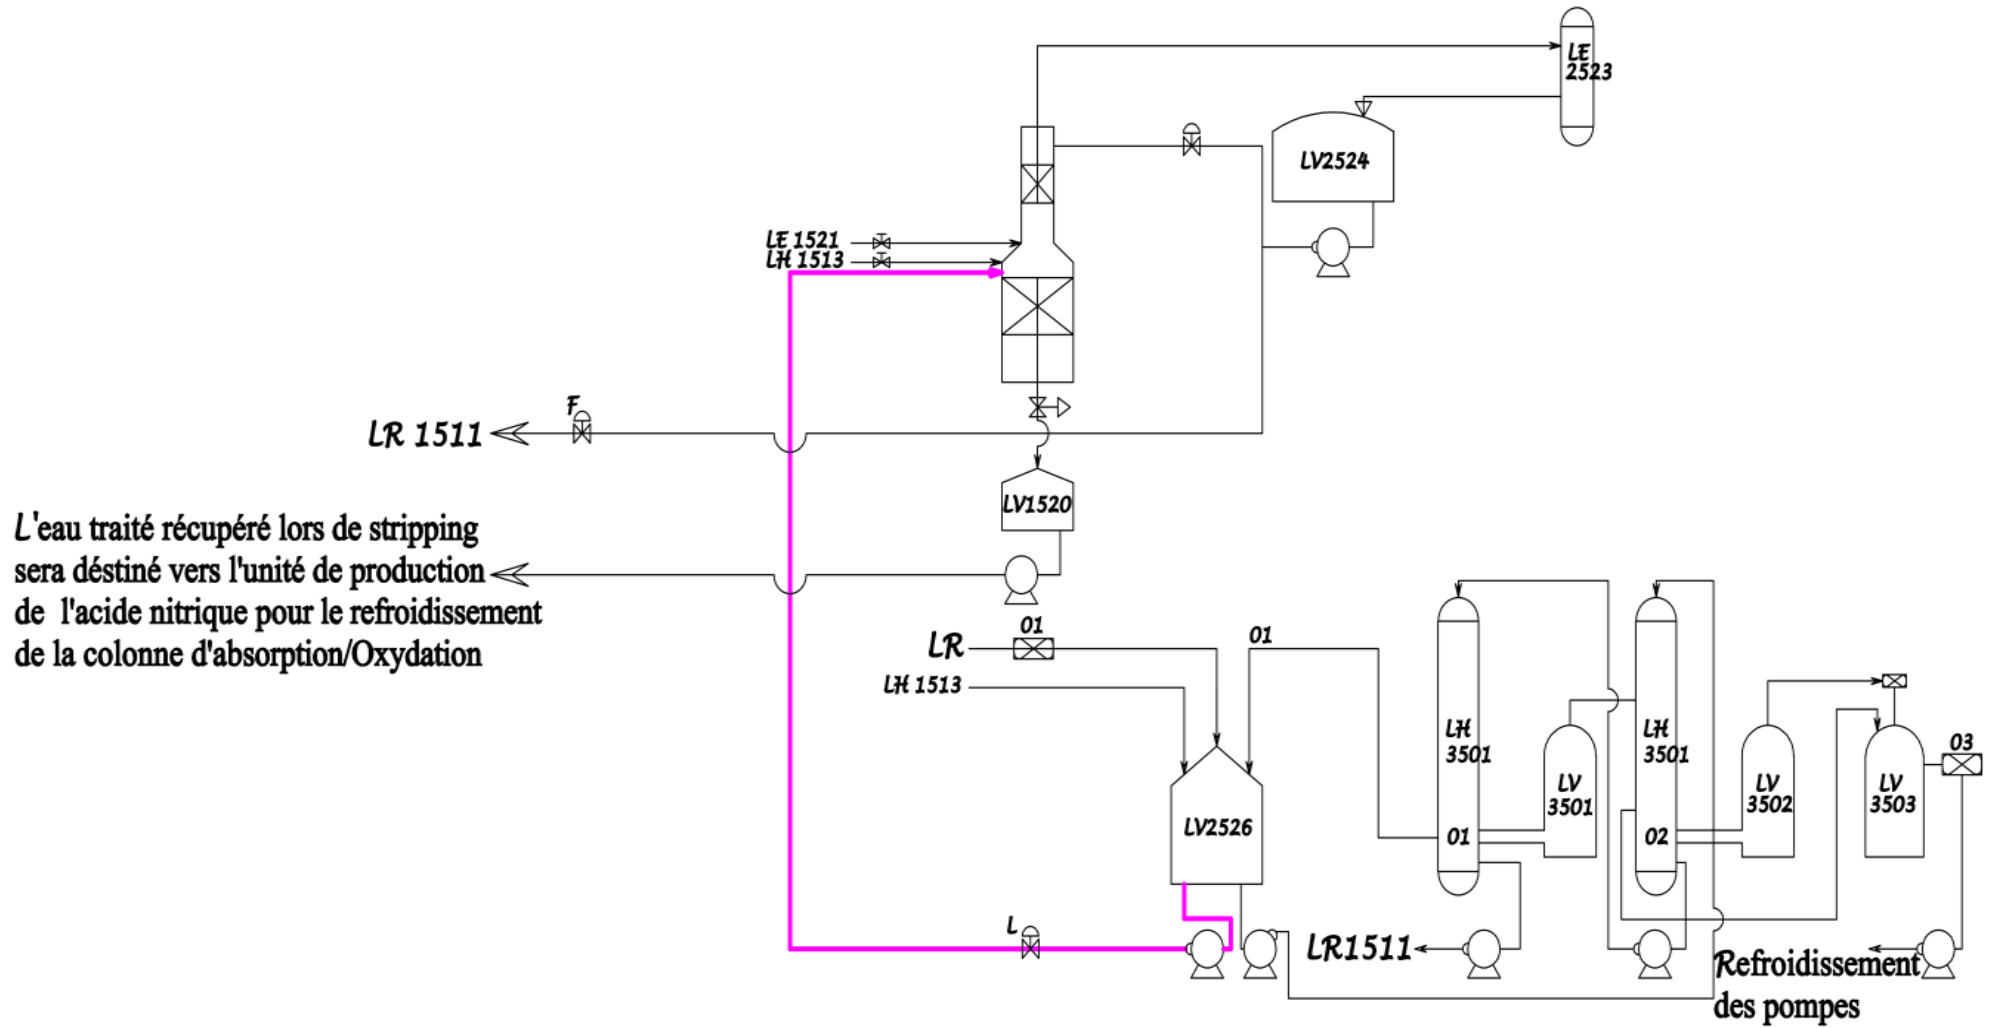 LE
2523
LV2524
LE 1521
LH 1513
F
LR 1511
LV1520
L'eau traité récupéré lors de stripping
sera déstiné vers l'unité de production
de l'acide nitrique pour le refroidissement
de la colonne d'absorption/Oxydation
LR
01
01
LH 1513
LH
3501
01
LV
3501
LH
3501
02
LV
3502
LV
3503
03
LV2526
L
LR1511
Refroidissement
des pompes